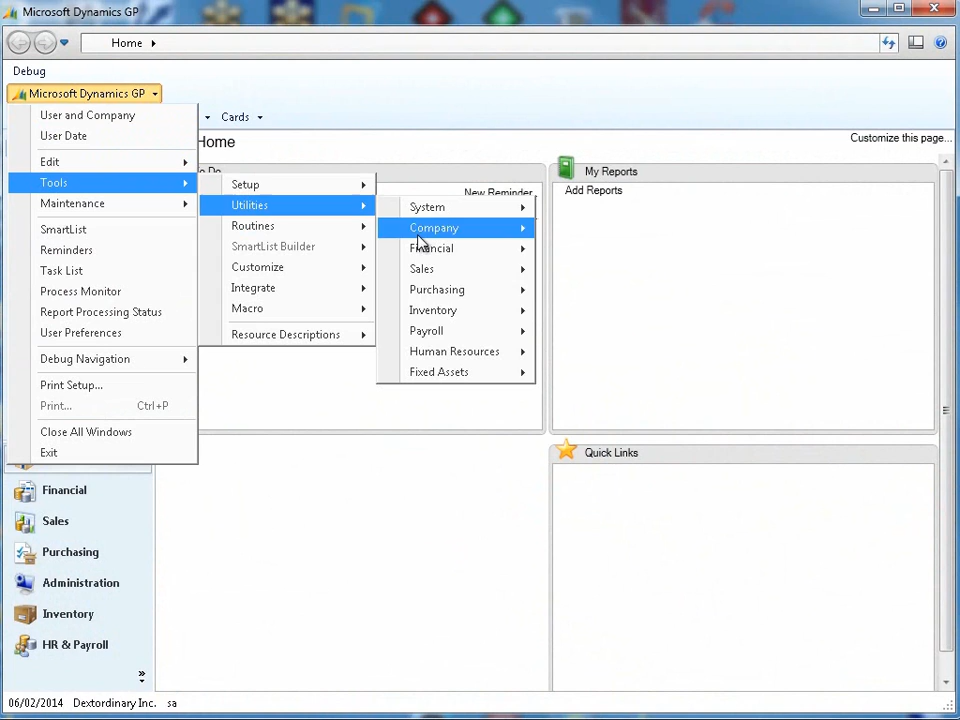 Microsoft Dynamics GP
Home
Debug
Microsoft Dynamics GP
Cards
User and Company
User Date
Edit
Tools
Maintenance
SmartList
Reminders
Task List
Process Monitor
Report Processing Status
User Preferences
Debug Navigation
Print Setup...
Print... Ctrl+P
Close All Windows
Exit
Setup
Utilities
Routines
SmartList Builder
Customize
Integrate
Macro
Resource Descriptions
System
Company
Financial
Sales
Purchasing
Inventory
Payroll
Human Resources
Fixed Assets
Home
Customize this page...
New Reminder
My Reports
Add Reports
Quick Links
Financial
Sales
Purchasing
Administration
Inventory
HR & Payroll
06/02/2014 Dextordinary Inc. sa